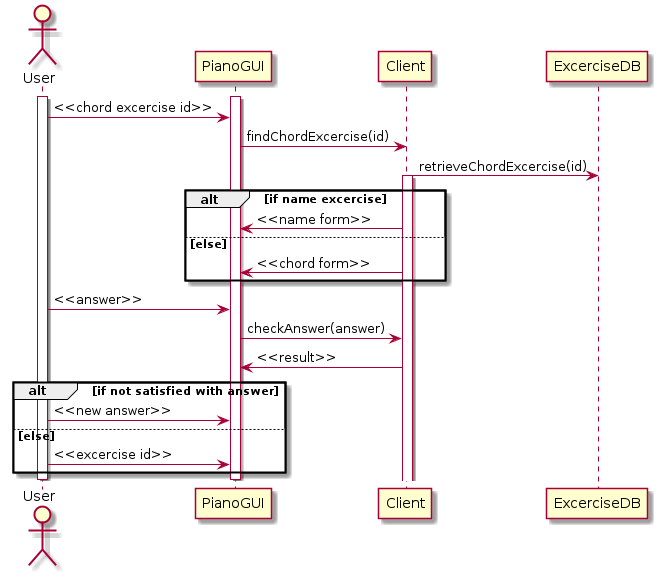 User
PianoGUI
Client
ExcerciseDB
<<chord excercise id>>
findChordExcercise(id)
retrieveChordExcercise(id)
alt [if name excercise]
<<name form>>
[else]
<<chord form>>
<<answer>>
checkAnswer(answer)
<<result>>
alt [if not satisfied with answer]
<<new answer>>
[else]
<<excercise id>>
User
PianoGUI
Client
ExcerciseDB